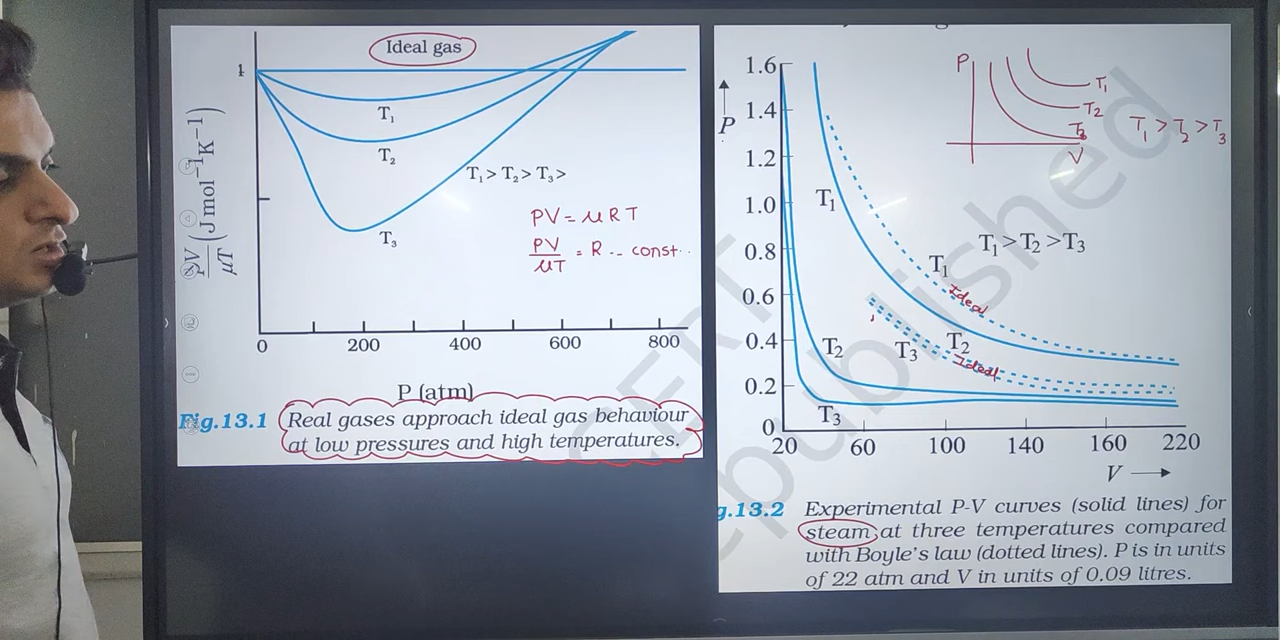 Ideal gas
1
T1
T2
T1 > T2 > T3 >
T3
PV = μRT
PV/μT = R -- const..
pV/μT (J mol⁻¹K⁻¹)
0 200 400 600 800
P (atm)
Fig.13.1 Real gases approach ideal gas behaviour
at low pressures and high temperatures.
P
T1
T2
T3
V
T1 > T2 > T3
1.6
1.4
P
1.2
1.0
0.8
0.6
0.4
0.2
0
T1
T1 > T2 > T3
T1
Ideal
T2
T3
T2
Ideal
T3
20 60 100 140 160 220
V
g.13.2 Experimental P-V curves (solid lines) for
steam at three temperatures compared
with Boyle's law (dotted lines). P is in units
of 22 atm and V in units of 0.09 litres.
epublished